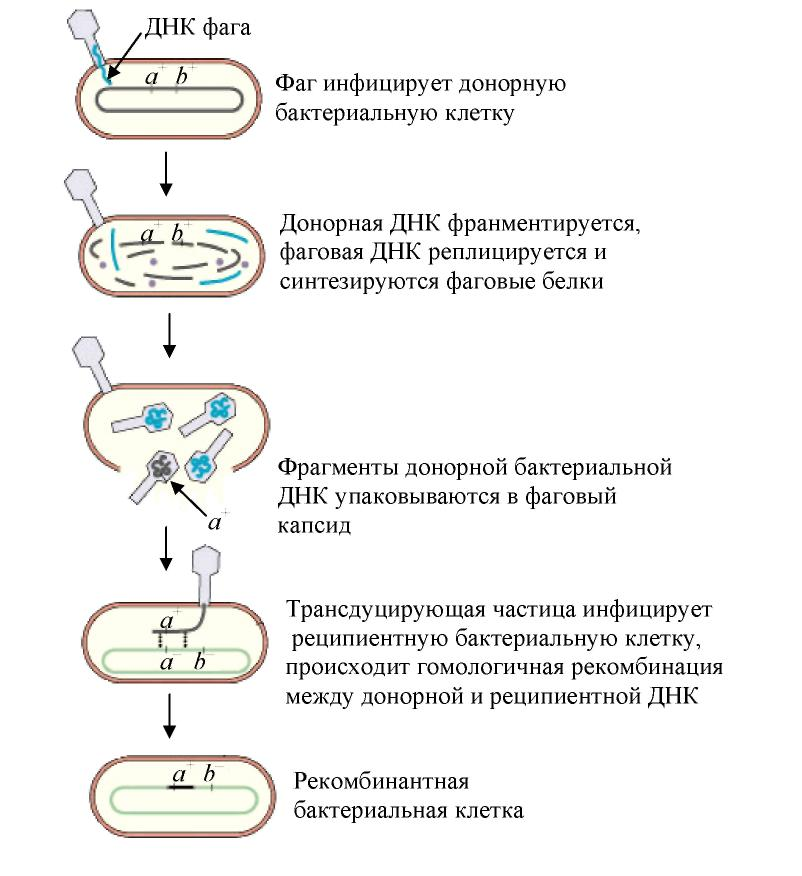 ДНК фага
a⁺ b⁺
Фаг инфицирует донорную
бактериальную клетку
Донорная ДНК франментируется,
фаговая ДНК реплицируется и
синтезируются фаговые белки
a⁺ b⁺
Фрагменты донорной бактериальной
ДНК упаковываются в фаговый
капсид
a⁺
Трансдуцирующая частица инфицирует
реципиентную бактериальную клетку,
происходит гомологичная рекомбинация
между донорной и реципиентной ДНК
a⁺
a⁻ b⁻
a⁺ b⁻
Рекомбинантная
бактериальная клетка